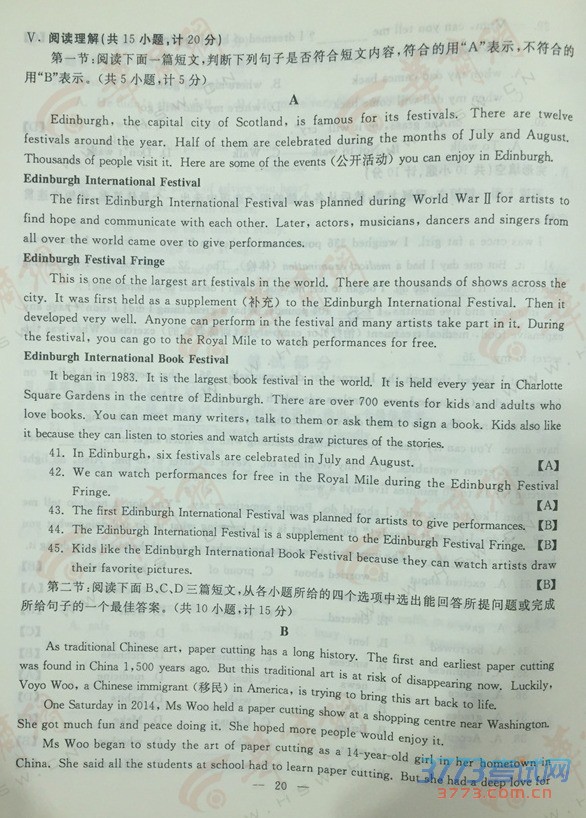 V、阅读理解(共 15 小题,计 20 分)
第一节:阅读下面一篇短文,判断下列句子是否符合短文内容,符合的用“A”表示,不符合的
用“B”表示。(共 5 小题,计 5 分)
A
Edinburgh, the capital city of Scotland, is famous for its festivals. There are twelve
festivals around the year. Half of them are celebrated during the months of July and August.
Thousands of people visit it. Here are some of the events (公开活动) you can enjoy in Edinburgh.
Edinburgh International Festival
The first Edinburgh International Festival was planned during World War Ⅱ for artists to
find hope and communicate with each other. Later, actors, musicians, dancers and singers from
all over the world came over to give performances.
Edinburgh Festival Fringe
This is one of the largest art festivals in the world. There are thousands of shows across the
city. It was first held as a supplement (补充) to the Edinburgh International Festival. Then it
developed very well. Anyone can perform in the festival and many artists take part in it. During
the festival, you can go to the Royal Mile to watch performances for free.
Edinburgh International Book Festival
It began in 1983. It is the largest book festival in the world. It is held every year in Charlotte
Square Gardens in the centre of Edinburgh. There are over 700 events for kids and adults who
love books. You can meet many writers, talk to them or ask them to sign a book. Kids also like
it because they can listen to stories and watch artists draw pictures of the stories.
41. In Edinburgh, six festivals are celebrated in July and August. 【A】
42. We can watch performances for free in the Royal Mile during the Edinburgh Festival
Fringe. 【A】
43. The first Edinburgh International Festival was planned for artists to give performances. 【B】
44. The Edinburgh International Festival is a supplement to the Edinburgh Festival Fringe. 【B】
45. Kids like the Edinburgh International Book Festival because they can watch artists draw
their favorite pictures. 【B】
第二节:阅读下面 B、C、D 三篇短文,从各小题所给的四个选项中选出能回答所提问题或完成
所给句子的一个最佳答案。(共 10 小题,计 15 分)
B
As traditional Chinese art, paper cutting has a long history. The first and earliest paper cutting
was found in China 1,500 years ago. But this traditional art is at risk of disappearing now. Luckily,
Voyo Woo, a Chinese immigrant (移民) in America, is trying to bring this art back to life.
One Saturday in 2014, Ms Woo held a paper cutting show at a shopping centre near Washington.
She got much fun and peace doing it. She hoped more people would enjoy it.
Ms Woo began to study the art of paper cutting as a 14-year-old girl in her hometown in
China. She said all the students at school had to learn paper cutting. But she had a deep love for
— 20 —
3773考试网
3773.com.cn